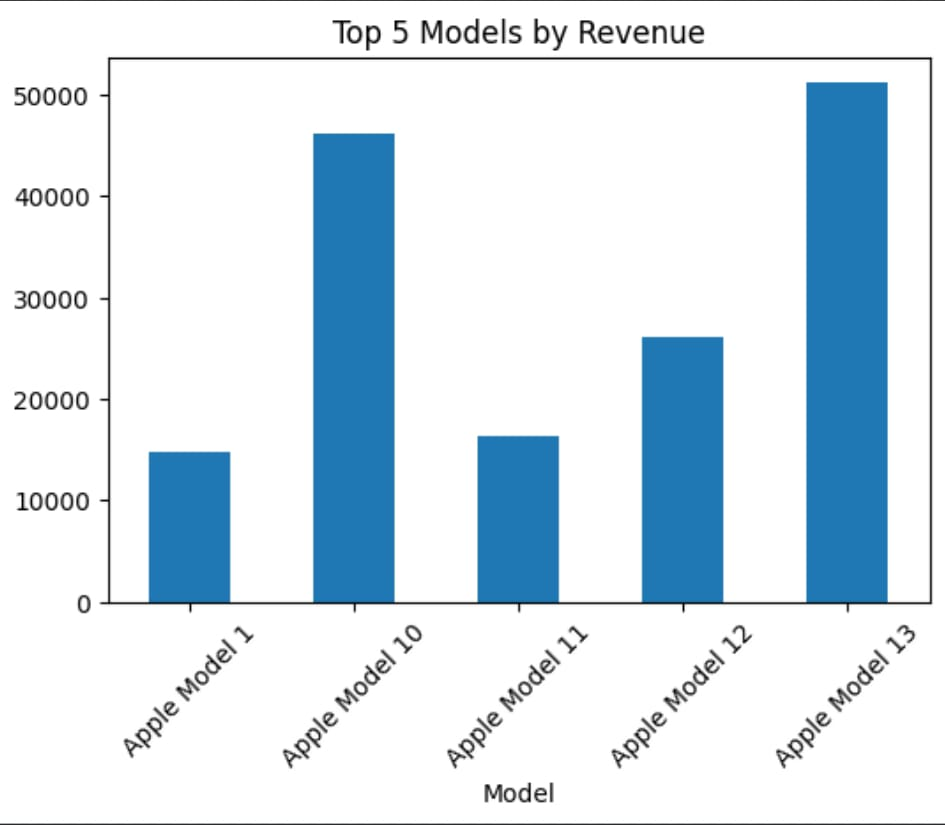 Top 5 Models by Revenue
50000
40000
30000
20000
10000
0
Apple Model 1
Apple Model 10
Apple Model 11
Apple Model 12
Apple Model 13
Model